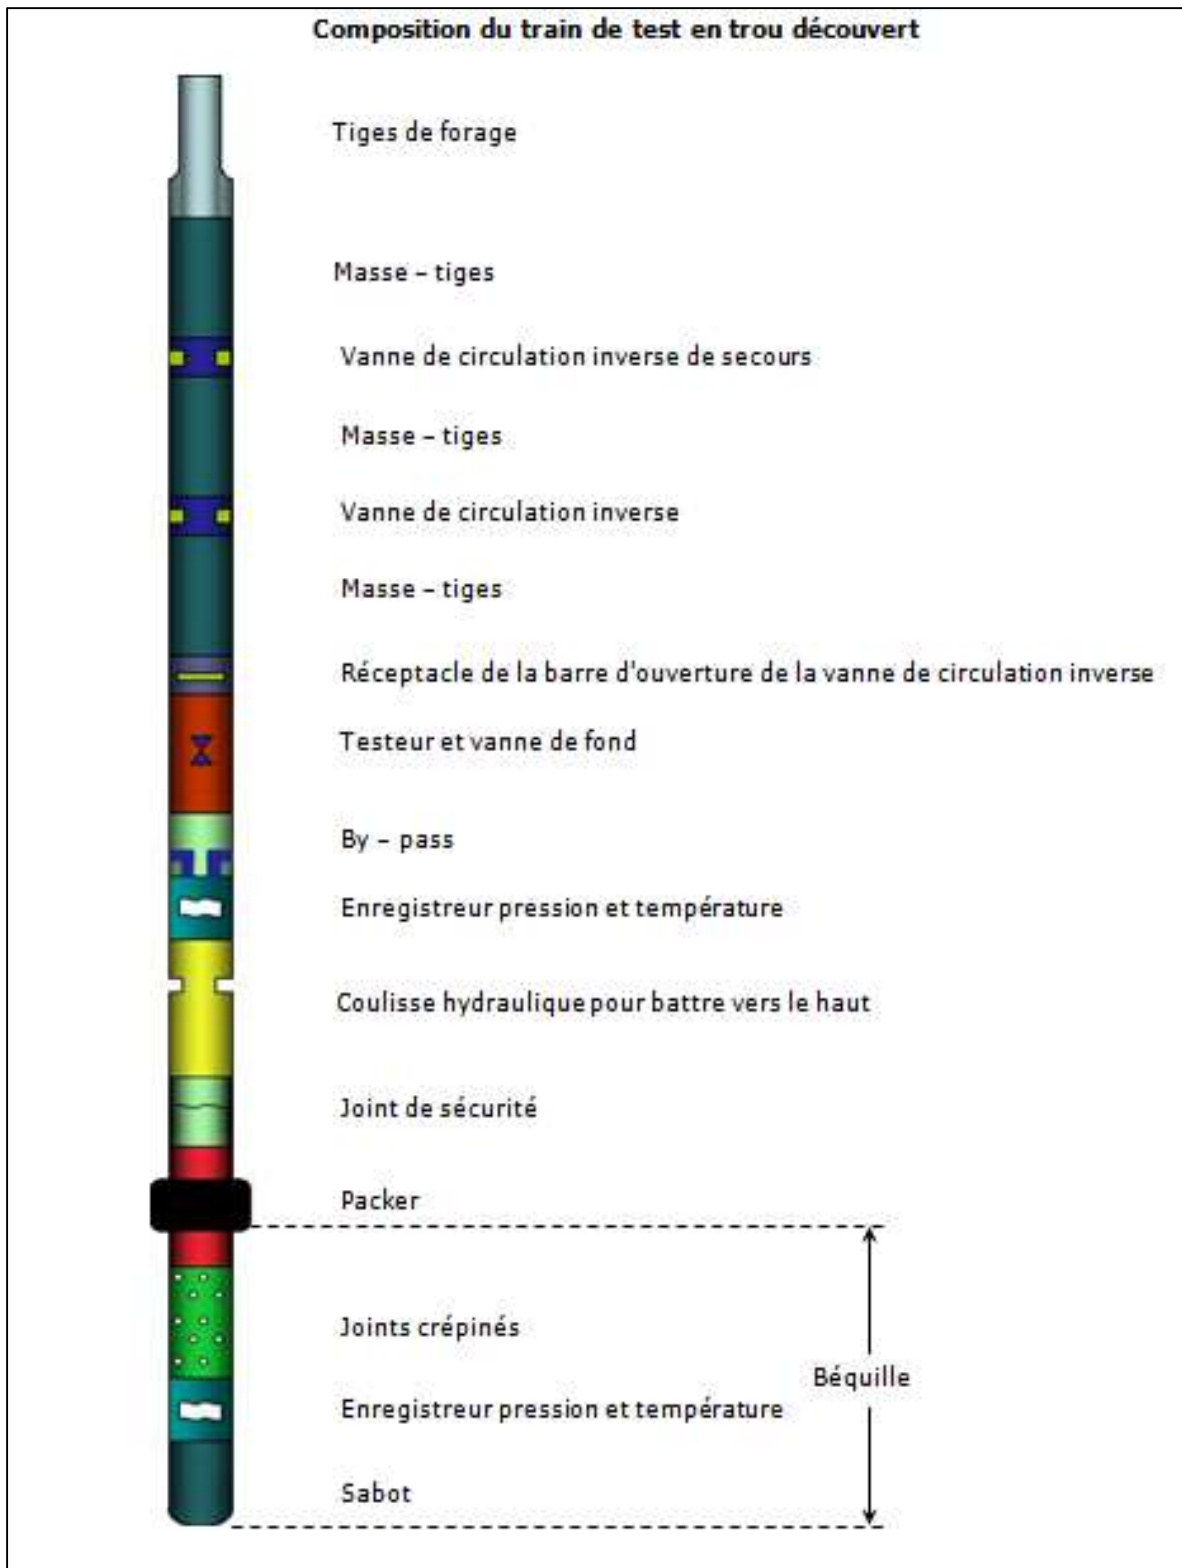 Composition du train de test en trou découvert
Tiges de forage
Masse – tiges
Vanne de circulation inverse de secours
Masse – tiges
Vanne de circulation inverse
Masse – tiges
Réceptacle de la barre d'ouverture de la vanne de circulation inverse
Testeur et vanne de fond
By – pass
Enregistreur pression et température
Coulisse hydraulique pour battre vers le haut
Joint de sécurité
Packer
Joints crépinés
Béquille
Enregistreur pression et température
Sabot